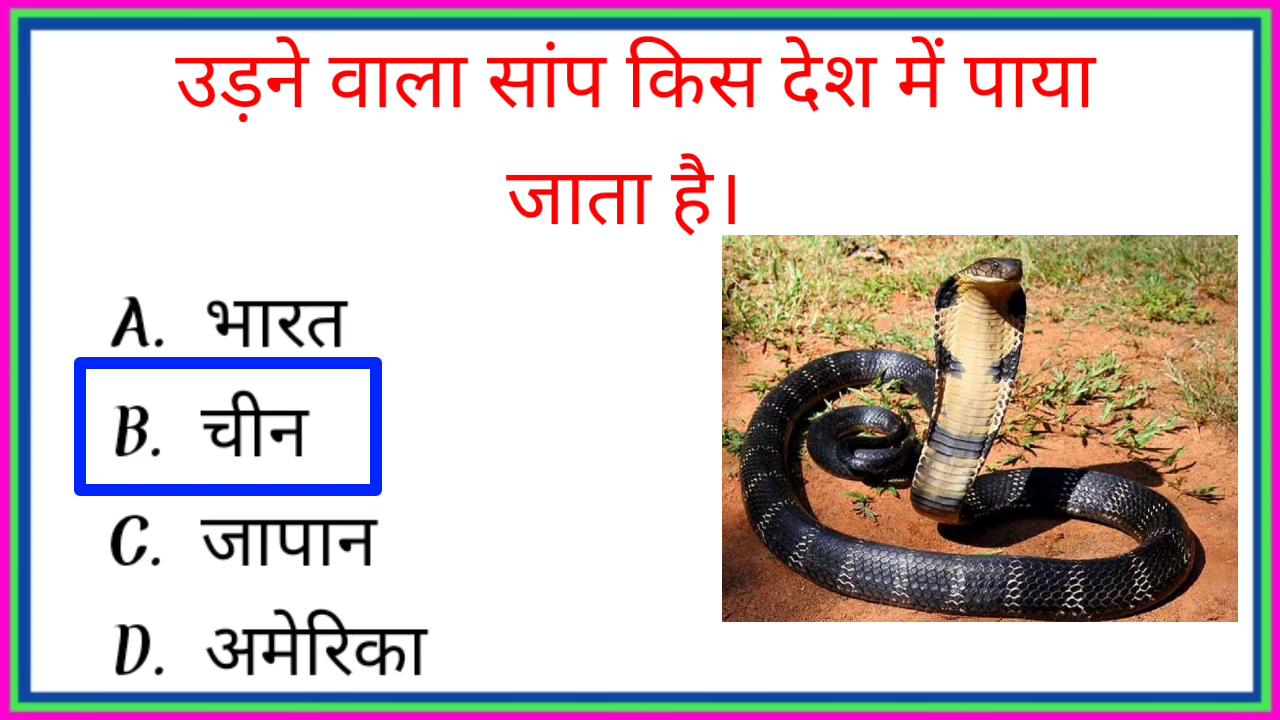 उड़ने वाला सांप किस देश में पाया
जाता है।
A. भारत
B. चीन
C. जापान
D. अमेरिका